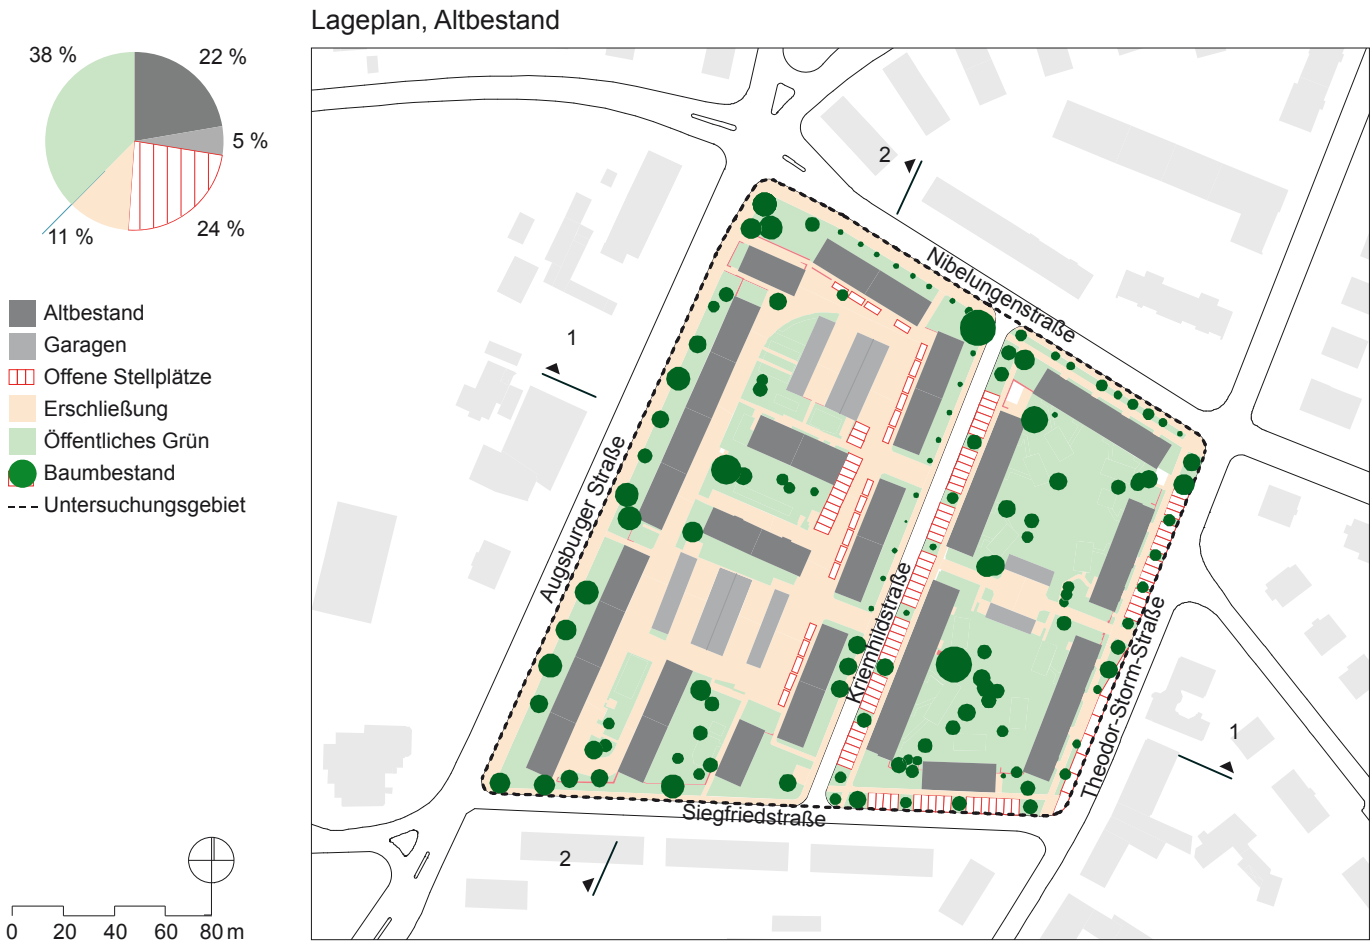 Lageplan, Altbestand
38 %
22 %
5 %
24 %
11 %
Altbestand
Garagen
Offene Stellplätze
Erschließung
Öffentliches Grün
Baumbestand
Untersuchungsgebiet
2
Nibelungenstraße
1
Augsburger Straße
Kriemhildstraße
Theodor-Storm-Straße
1
Siegfriedstraße
2
0 20 40 60 80 m